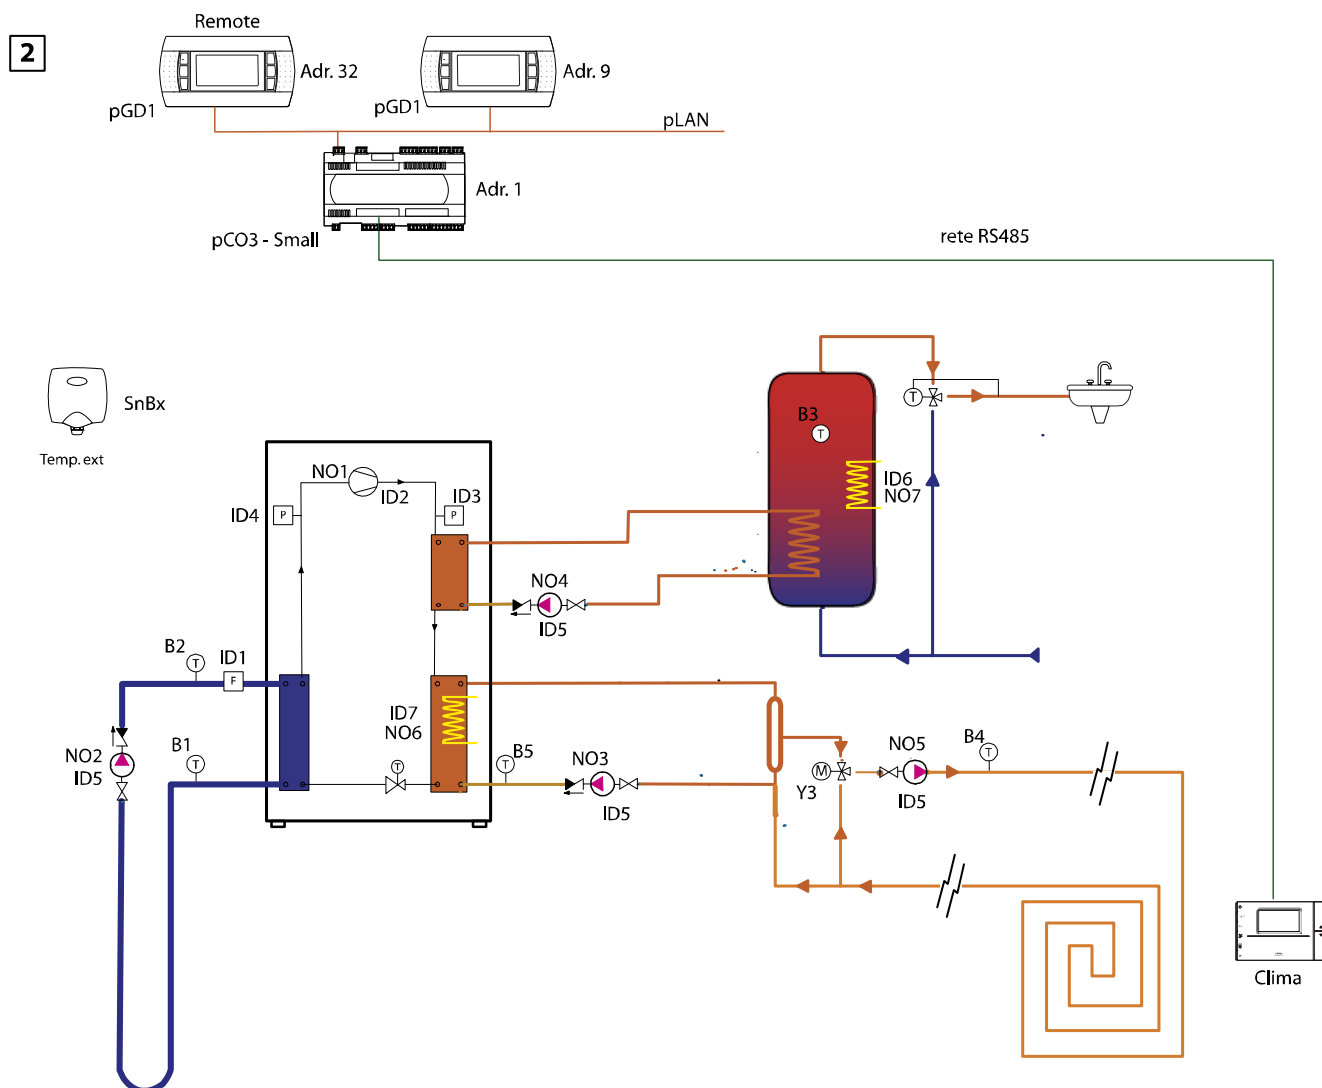 2
Remote
Adr. 32
pGD1
Adr. 9
pGD1
pLAN
Adr. 1
pCO3 - Small
rete RS485
SnBx
Temp. ext
B3
T
T
ID6
NO7
NO1
ID2
ID3
ID4
P
P
NO4
ID5
B2
T
ID1
F
ID7
NO6
NO2
ID5
B1
T
T
B5
T
NO3
ID5
M
Y3
NO5
ID5
B4
T
Clima